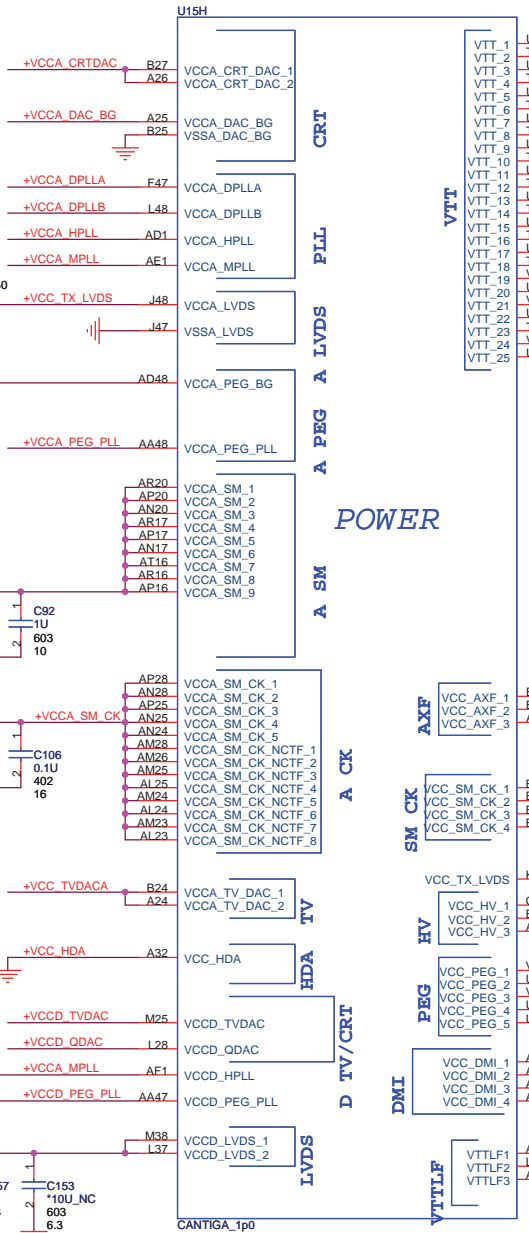 U15H
+VCCA_CRTDAC B27 VCCA_CRT_DAC_1
A26 VCCA_CRT_DAC_2
+VCCA_DAC_BG A25 VCCA_DAC_BG
B25 VSSA_DAC_BG
CRT
+VCCA_DPLLA F47 VCCA_DPLLA
+VCCA_DPLLB L48 VCCA_DPLLB
+VCCA_HPLL AD1 VCCA_HPLL
+VCCA_MPLL AE1 VCCA_MPLL
PLL
+VCC_TX_LVDS J48 VCCA_LVDS
J47 VSSA_LVDS
A LVDS
AD48 VCCA_PEG_BG
+VCCA_PEG_PLL AA48 VCCA_PEG_PLL
A PEG
AR20 VCCA_SM_1
AP20 VCCA_SM_2
AN20 VCCA_SM_3
AR17 VCCA_SM_4
AP17 VCCA_SM_5
AN17 VCCA_SM_6
AT16 VCCA_SM_7
AR16 VCCA_SM_8
AP16 VCCA_SM_9
A SM
1
C92
1U
603
10
2
AP28 VCCA_SM_CK_1
AN28 VCCA_SM_CK_2
AP25 VCCA_SM_CK_3
+VCCA_SM_CK AN25 VCCA_SM_CK_4
AN24 VCCA_SM_CK_5
AM28 VCCA_SM_CK_NCTF_1
AM26 VCCA_SM_CK_NCTF_2
AM25 VCCA_SM_CK_NCTF_3
AL25 VCCA_SM_CK_NCTF_4
AM24 VCCA_SM_CK_NCTF_5
AL24 VCCA_SM_CK_NCTF_6
AM23 VCCA_SM_CK_NCTF_7
AL23 VCCA_SM_CK_NCTF_8
A CK
1
C106
0.1U
402
16
2
+VCC_TVDACA B24 VCCA_TV_DAC_1
A24 VCCA_TV_DAC_2
TV
+VCC_HDA A32 VCC_HDA
HDA
+VCCD_TVDAC M25 VCCD_TVDAC
+VCCD_QDAC L28 VCCD_QDAC
+VCCA_MPLL AF1 VCCD_HPLL
+VCCD_PEG_PLL AA47 VCCD_PEG_PLL
D TV/CRT
M38 VCCD_LVDS_1
L37 VCCD_LVDS_2
LVDS
1
C153
*10U_NC
603
6.3
2
CANTIGA_1p0
POWER
VTT
VTT_1
VTT_2
VTT_3
VTT_4
VTT_5
VTT_6
VTT_7
VTT_8
VTT_9
VTT_10
VTT_11
VTT_12
VTT_13
VTT_14
VTT_15
VTT_16
VTT_17
VTT_18
VTT_19
VTT_20
VTT_21
VTT_22
VTT_23
VTT_24
VTT_25
AXF
VCC_AXF_1
VCC_AXF_2
VCC_AXF_3
SM CK
VCC_SM_CK_1
VCC_SM_CK_2
VCC_SM_CK_3
VCC_SM_CK_4
VCC_TX_LVDS
HV
VCC_HV_1
VCC_HV_2
VCC_HV_3
PEG
VCC_PEG_1
VCC_PEG_2
VCC_PEG_3
VCC_PEG_4
VCC_PEG_5
DMI
VCC_DMI_1
VCC_DMI_2
VCC_DMI_3
VCC_DMI_4
VTTLF
VTTLF1
VTTLF2
VTTLF3